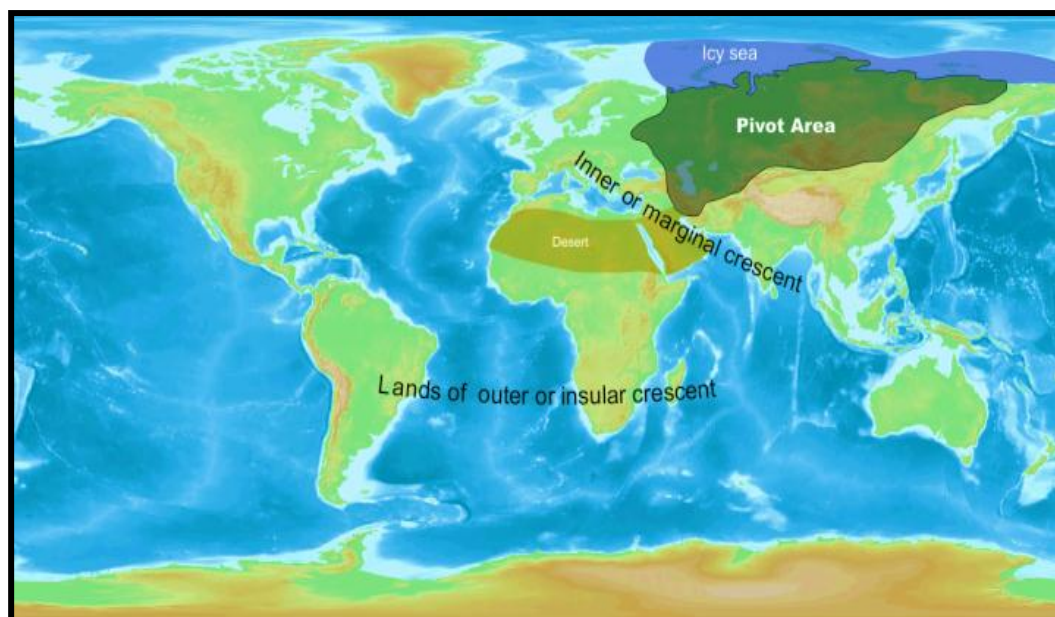 Icy sea
Pivot Area
Inner or marginal crescent
Desert
Lands of outer or insular crescent